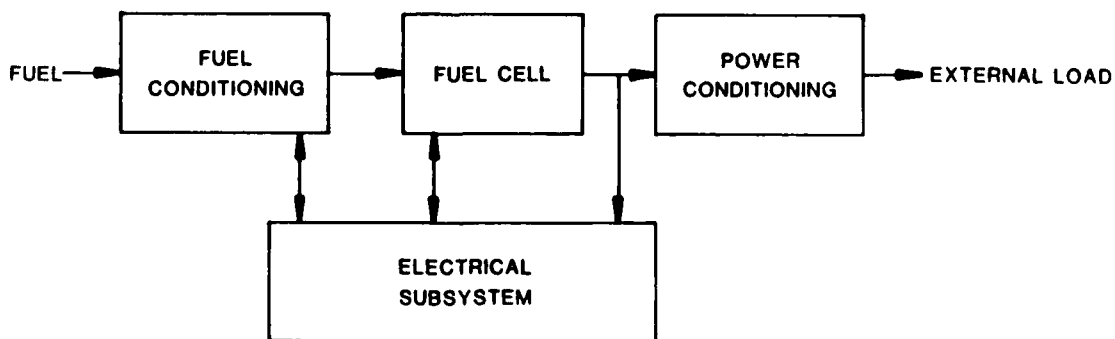 FUEL
FUEL
CONDITIONING
FUEL CELL
POWER
CONDITIONING
EXTERNAL LOAD
ELECTRICAL
SUBSYSTEM